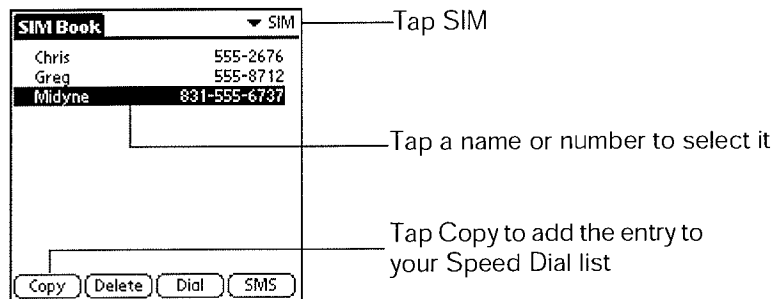 SIM Book ▼ SIM
Tap SIM
Chris 555-2676
Greg 555-8712
Midyne 831-555-6737
Tap a name or number to select it
Tap Copy to add the entry to
your Speed Dial list
Copy Delete Dial SMS